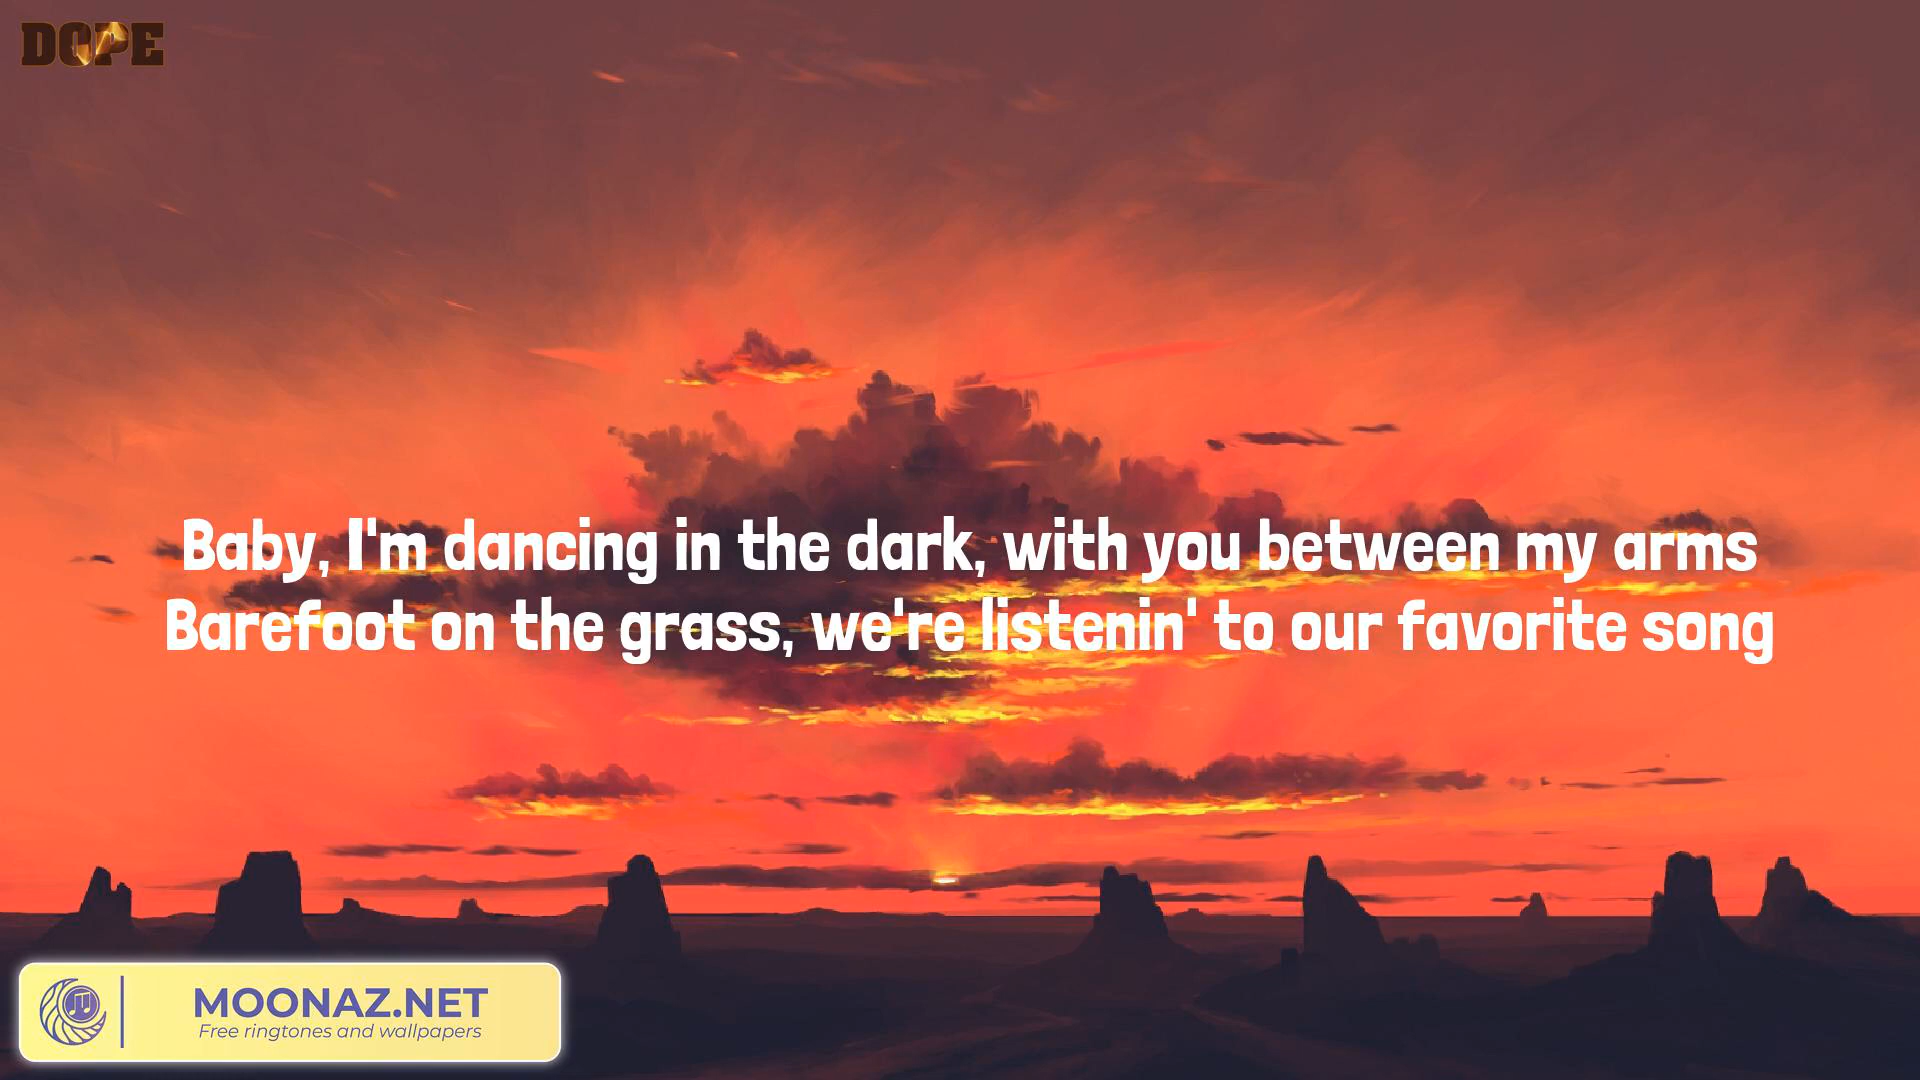 DOPE
Baby, I'm dancing in the dark, with you between my arms
Barefoot on the grass, we're listenin' to our favorite song
MOONAZ.NET
Free ringtones and wallpapers